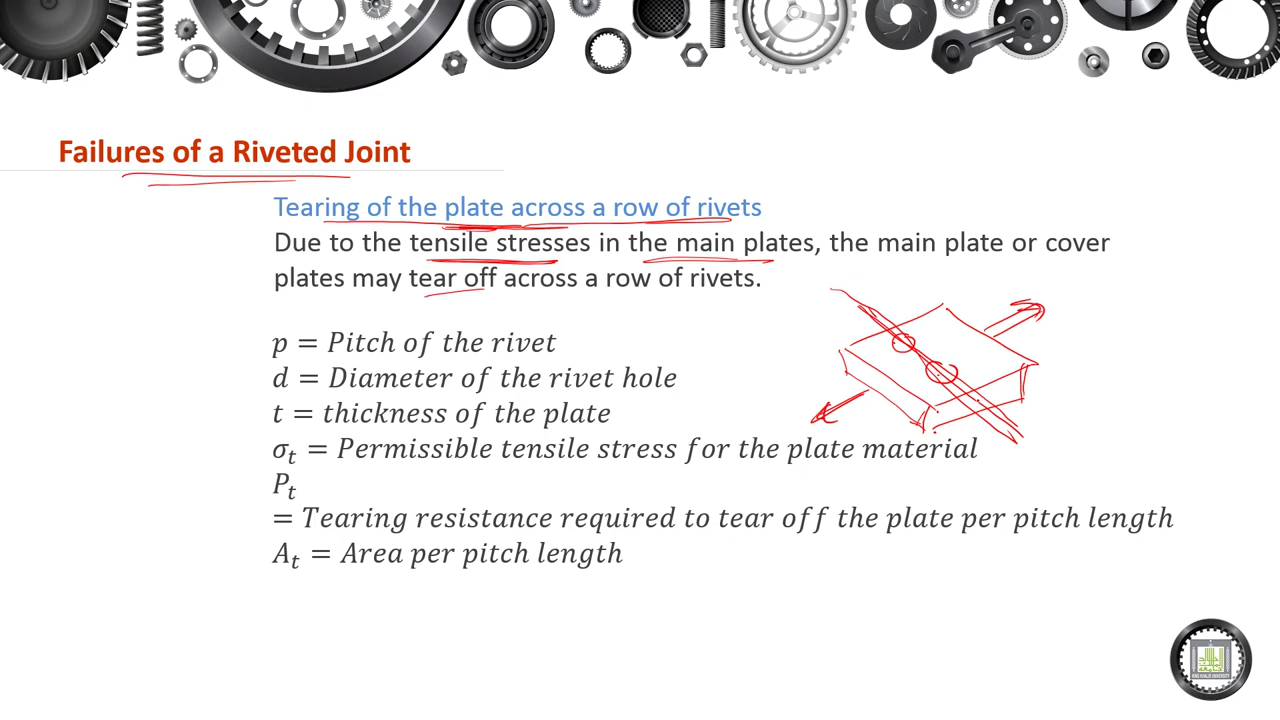 Failures of a Riveted Joint
Tearing of the plate across a row of rivets
Due to the tensile stresses in the main plates, the main plate or cover
plates may tear off across a row of rivets.
p = Pitch of the rivet
d = Diameter of the rivet hole
t = thickness of the plate
σₜ = Permissible tensile stress for the plate material
Pₜ
= Tearing resistance required to tear off the plate per pitch length
Aₜ = Area per pitch length
KING KHALID UNIVERSITY